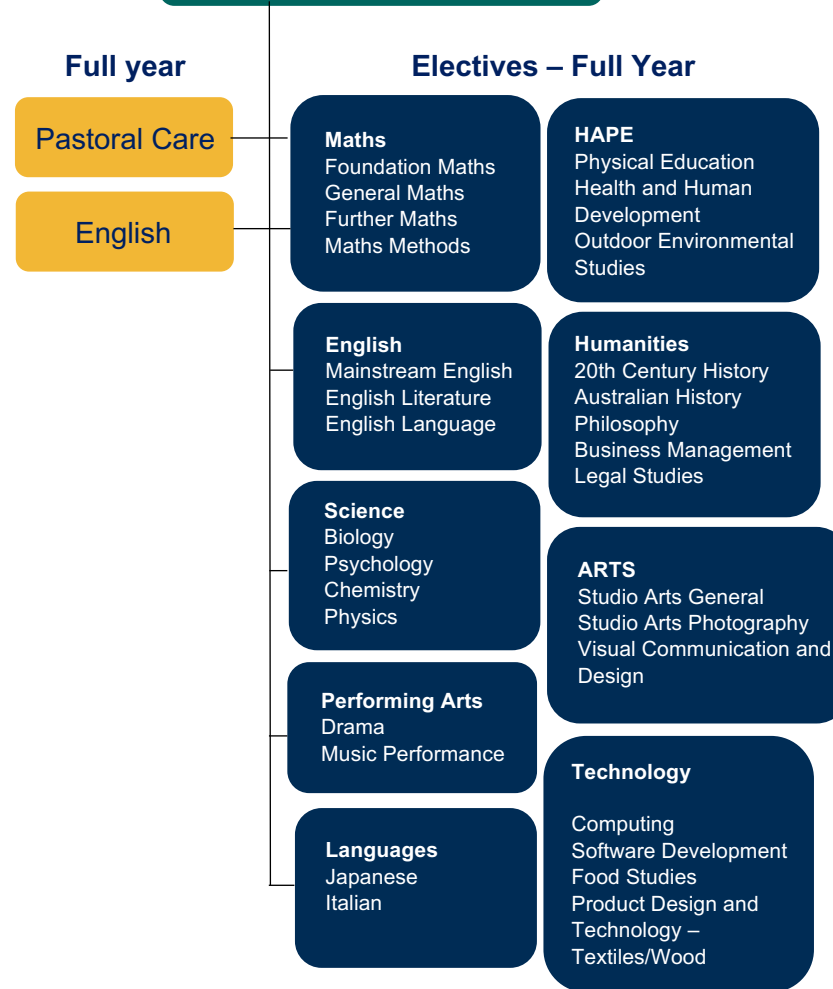 Full year
Electives – Full Year
Pastoral Care
English
Maths
Foundation Maths
General Maths
Further Maths
Maths Methods
HAPE
Physical Education
Health and Human
Development
Outdoor Environmental
Studies
English
Mainstream English
English Literature
English Language
Humanities
20th Century History
Australian History
Philosophy
Business Management
Legal Studies
Science
Biology
Psychology
Chemistry
Physics
ARTS
Studio Arts General
Studio Arts Photography
Visual Communication and
Design
Performing Arts
Drama
Music Performance
Technology
Computing
Software Development
Food Studies
Product Design and
Technology –
Textiles/Wood
Languages
Japanese
Italian